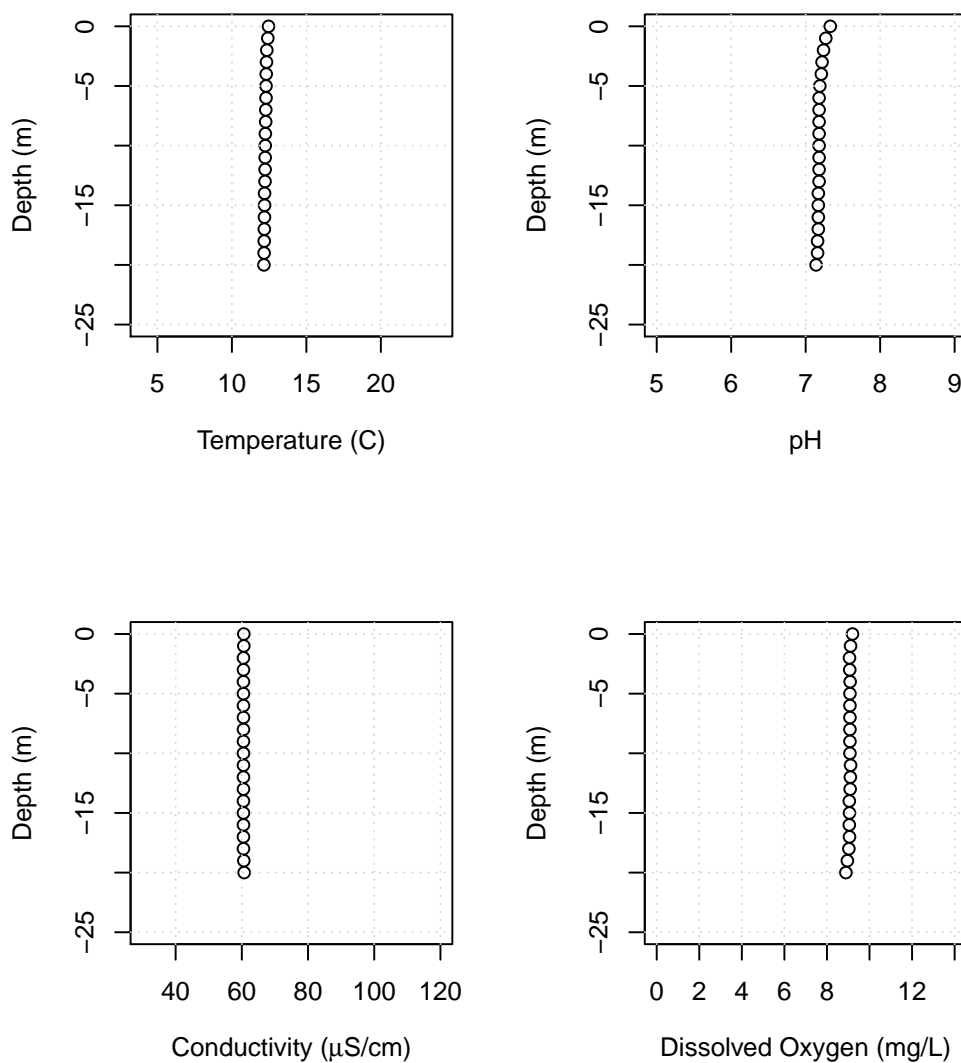 0
−5
−15
−25
Depth (m)
5 10 15 20
Temperature (C)
0
−5
−15
−25
Depth (m)
5 6 7 8 9
pH
0
−5
−15
−25
Depth (m)
40 60 80 100 120
Conductivity (μS/cm)
0
−5
−15
−25
Depth (m)
0 2 4 6 8 12
Dissolved Oxygen (mg/L)